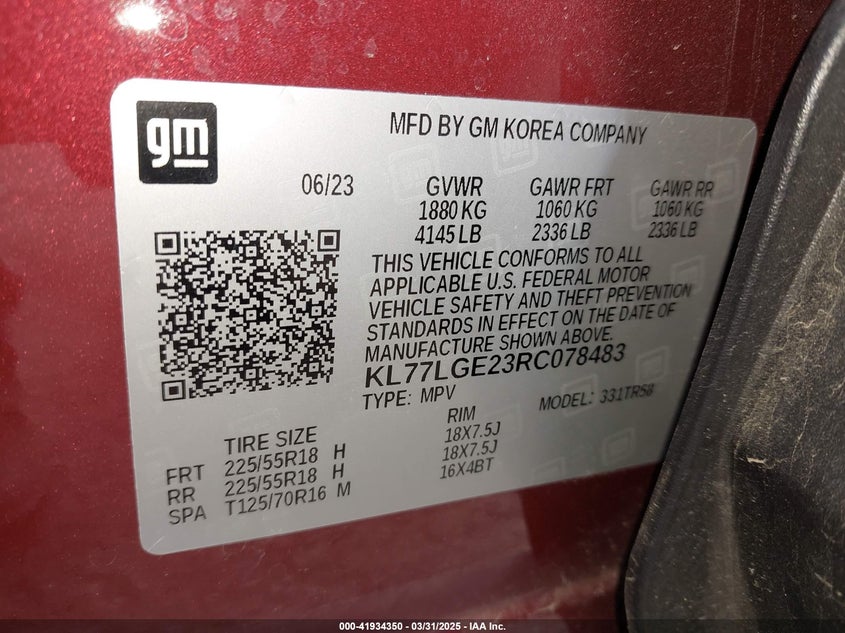 gm
MFD BY GM KOREA COMPANY
06/23 GVWR GAWR FRT GAWR RR
1880 KG 1060 KG 1060 KG
4145 LB 2336 LB 2336 LB
THIS VEHICLE CONFORMS TO ALL
APPLICABLE U.S. FEDERAL MOTOR
VEHICLE SAFETY AND THEFT PREVENTION
STANDARDS IN EFFECT ON THE DATE OF
MANUFACTURE SHOWN ABOVE.
KL77LGE23RC078483
TYPE: MPV MODEL: 331TR58
TIRE SIZE RIM
FRT 225/55R18 H 18X7.5J
RR 225/55R18 H 18X7.5J
SPA T125/70R16 M 16X4BT
000-41934350 - 03/31/2025 - IAA Inc.